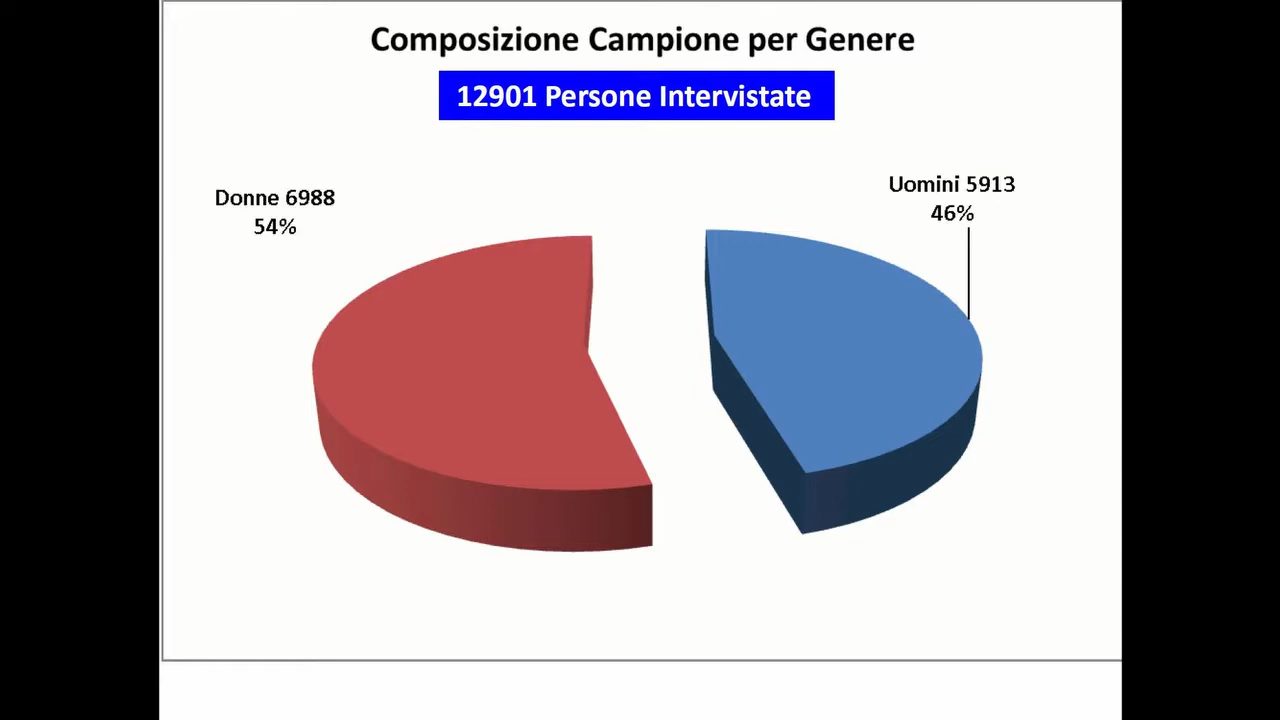 Composizione Campione per Genere
12901 Persone Intervistate
Donne 6988
54%
Uomini 5913
46%